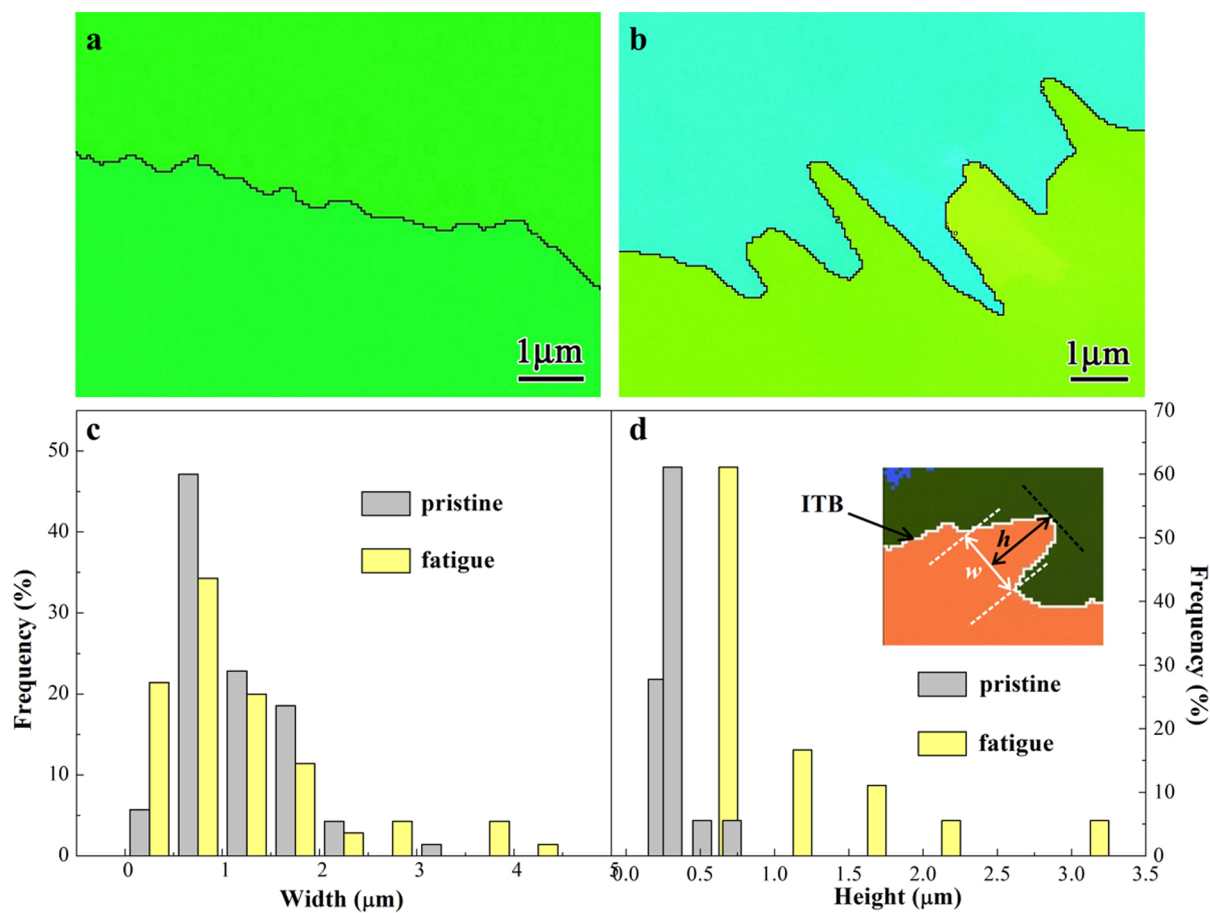 a
b
1μm
1μm
c
d
50
40
30
20
10
0
Frequency (%)
pristine
fatigue
0
1
2
3
4
5
Width (μm)
ITB
h
w
pristine
fatigue
70
60
50
40
30
20
10
0
Frequency (%)
0.0
0.5
1.0
1.5
2.0
2.5
3.0
3.5
Height (μm)